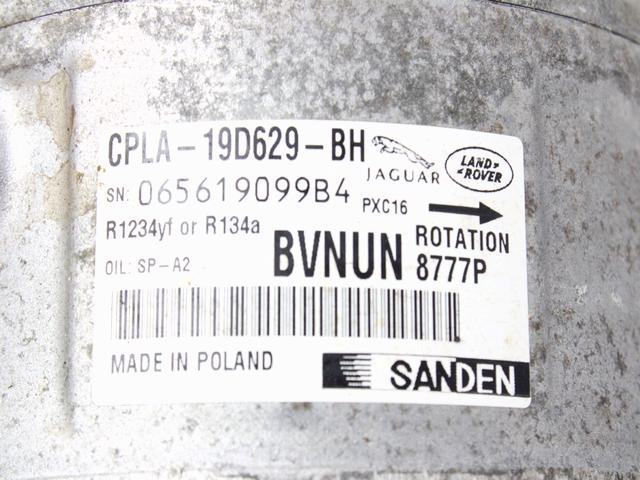 CPLA-19D629-BH
JAGUAR
LAND ROVER
SN: 065619099B4
PXC16
R1234yf or R134a
ROTATION
OIL: SP-A2
BVNUN
8777P
MADE IN POLAND
SANDEN